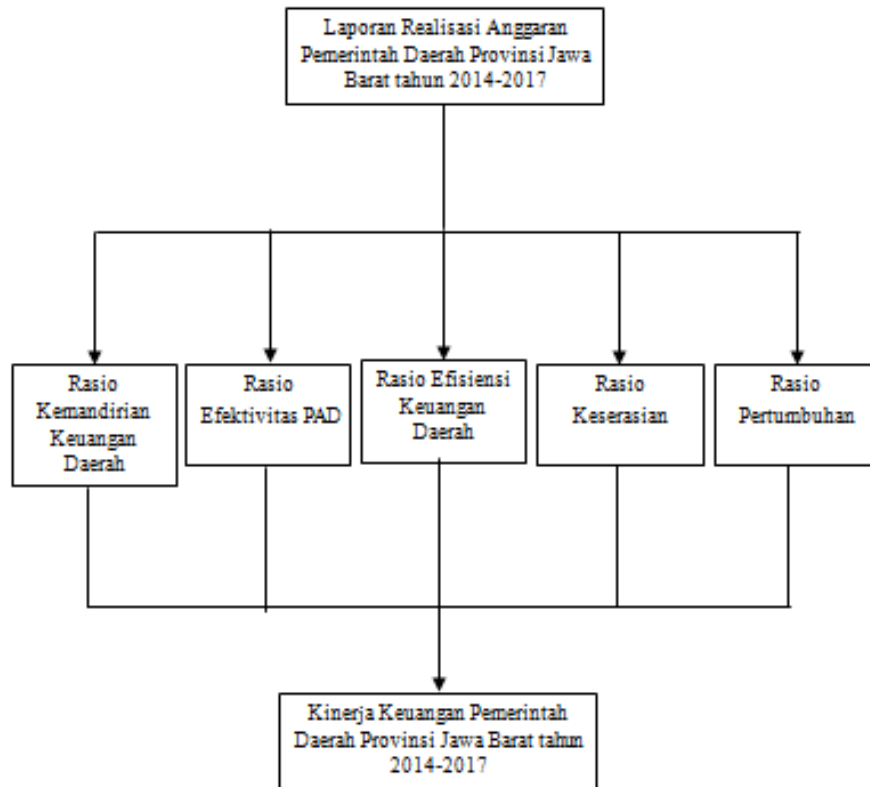 Laporan Realisasi Anggaran
Pemerintah Daerah Provinsi Jawa
Barat tahun 2014-2017
Rasio
Kemandirian
Keuangan
Daerah
Rasio
Efektivitas PAD
Rasio Efisiensi
Keuangan
Daerah
Rasio
Keserasian
Rasio
Pertumbuhan
Kinerja Keuangan Pemerintah
Daerah Provinsi Jawa Barat tahun
2014-2017